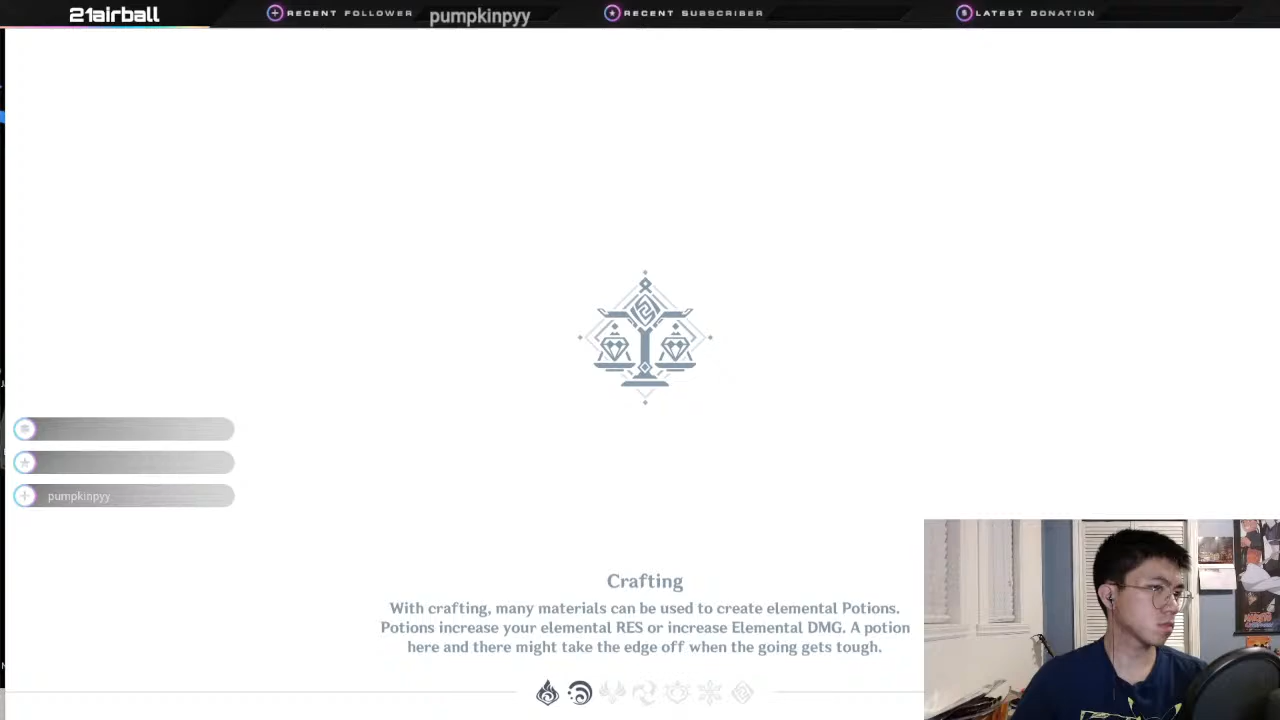 21airball
RECENT FOLLOWER
pumpkinpyy
RECENT SUBSCRIBER
LATEST DONATION
pumpkinpyy
Crafting
With crafting, many materials can be used to create elemental Potions.
Potions increase your elemental RES or increase Elemental DMG. A potion
here and there might take the edge off when the going gets tough.